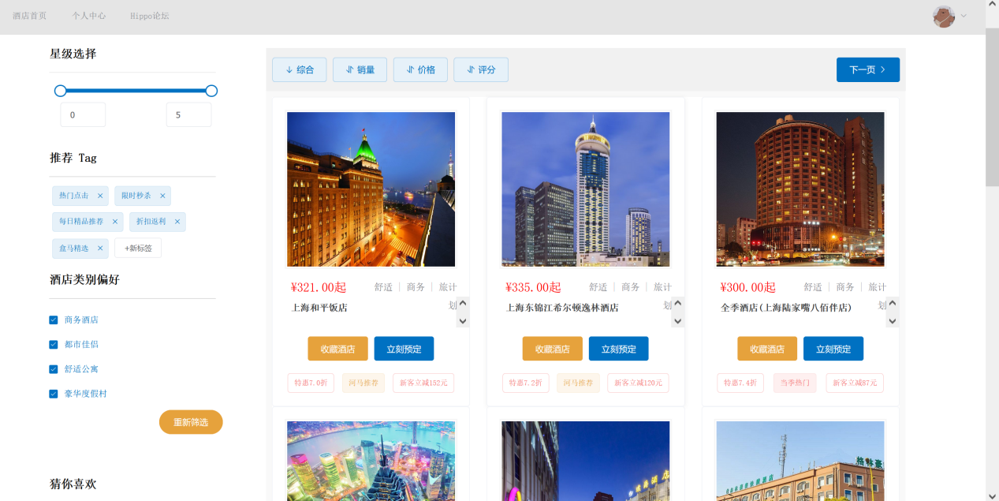 酒店首页 个人中心 Hippo论坛
星级选择
0 5
推荐 Tag
热门点击 × 限时秒杀 ×
每日精品推荐 × 折扣返利 ×
盒马精选 × +新标签
酒店类别偏好
商务酒店
都市佳侣
舒适公寓
豪华度假村
重新筛选
猜你喜欢
综合 销量 价格 评分 下一页
¥321.00起 舒适 商务 旅计划
上海和平饭店
收藏酒店 立刻预定
特惠7.0折 河马推荐 新客立减152元
¥335.00起 舒适 商务 旅计划
上海东锦江希尔顿逸林酒店
收藏酒店 立刻预定
特惠7.2折 河马推荐 新客立减120元
¥300.00起 舒适 商务 旅计划
全季酒店(上海陆家嘴八佰伴店)
收藏酒店 立刻预定
特惠7.4折 当季热门 新客立减87元